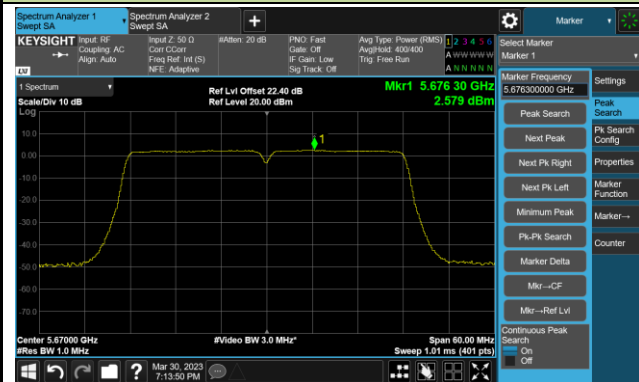 Spectrum Analyzer 1
Swept SA
Spectrum Analyzer 2
Swept SA
+
Marker
KEYSIGHT
Input: RF
Coupling: AC
Align: Auto
Input Z: 50 Ω
Corr CCorr
Freq Ref: Int (S)
NFE: Adaptive
#Atten: 20 dB
PNO: Fast
Gate: Off
IF Gain: Low
Sig Track: Off
Avg Type: Power (RMS)
Avg|Hold: 400/400
Trig: Free Run
1 2 3 4 5 6
A W W W W W
A N N N N N
LXI
Select Marker
Marker 1
1 Spectrum
Scale/Div 10 dB
Log
Ref Lvl Offset 22.40 dB
Ref Level 20.00 dBm
Mkr1 5.676 30 GHz
2.579 dBm
Marker Frequency
5.676300000 GHz
Settings
Peak Search
Peak
Search
Next Peak
Pk Search
Config
Next Pk Right
Properties
Next Pk Left
Marker
Function
Minimum Peak
Marker→
Pk-Pk Search
Counter
Marker Delta
Mkr→CF
Mkr→Ref Lvl
Continuous Peak
Search
On
Off
10.0
0.00
-10.0
-20.0
-30.0
-40.0
-50.0
-60.0
-70.0
1
Center 5.67000 GHz
#Res BW 1.0 MHz
#Video BW 3.0 MHz*
Span 60.00 MHz
Sweep 1.01 ms (401 pts)
?
Mar 30, 2023
7:13:50 PM